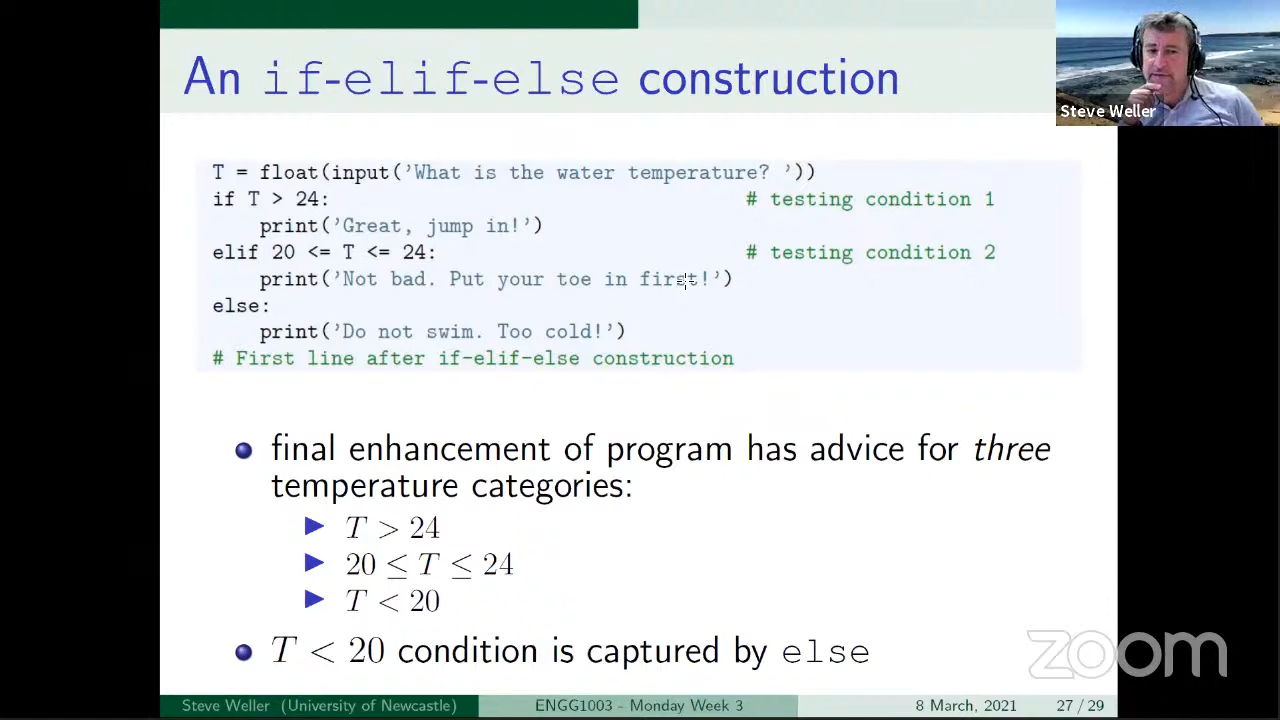 An if-elif-else construction
Steve Weller
T = float(input('What is the water temperature? '))
if T > 24: # testing condition 1
print('Great, jump in!')
elif 20 <= T <= 24: # testing condition 2
print('Not bad. Put your toe in first!')
else:
print('Do not swim. Too cold!')
# First line after if-elif-else construction
final enhancement of program has advice for three
temperature categories:
T > 24
20 ≤ T ≤ 24
T < 20
T < 20 condition is captured by else
zoom
Steve Weller (University of Newcastle) ENGG1003 - Monday Week 3 8 March, 2021 27 / 29